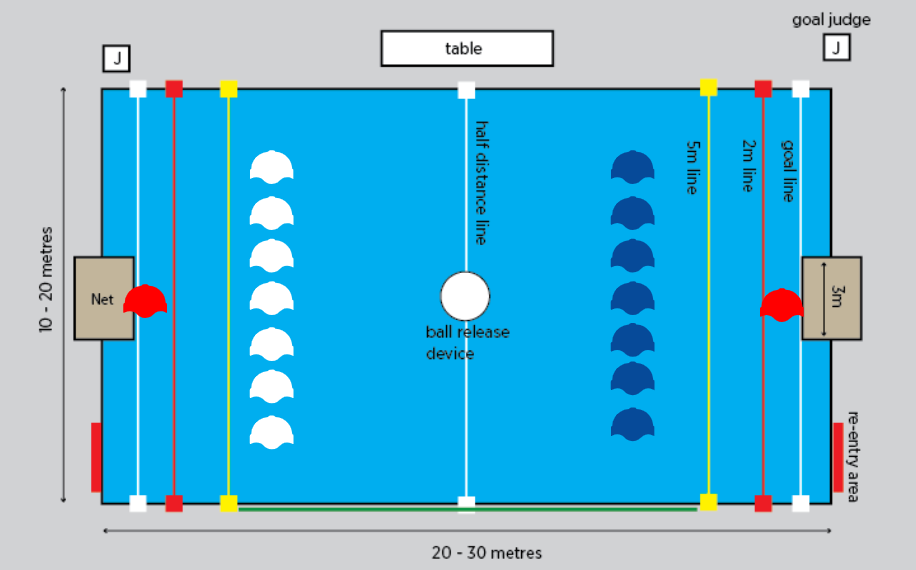 goal judge
J
table
J
half distance line
5m line
2m line
goal line
10 - 20 metres
Net
3m
ball release
device
re-entry area
20 - 30 metres